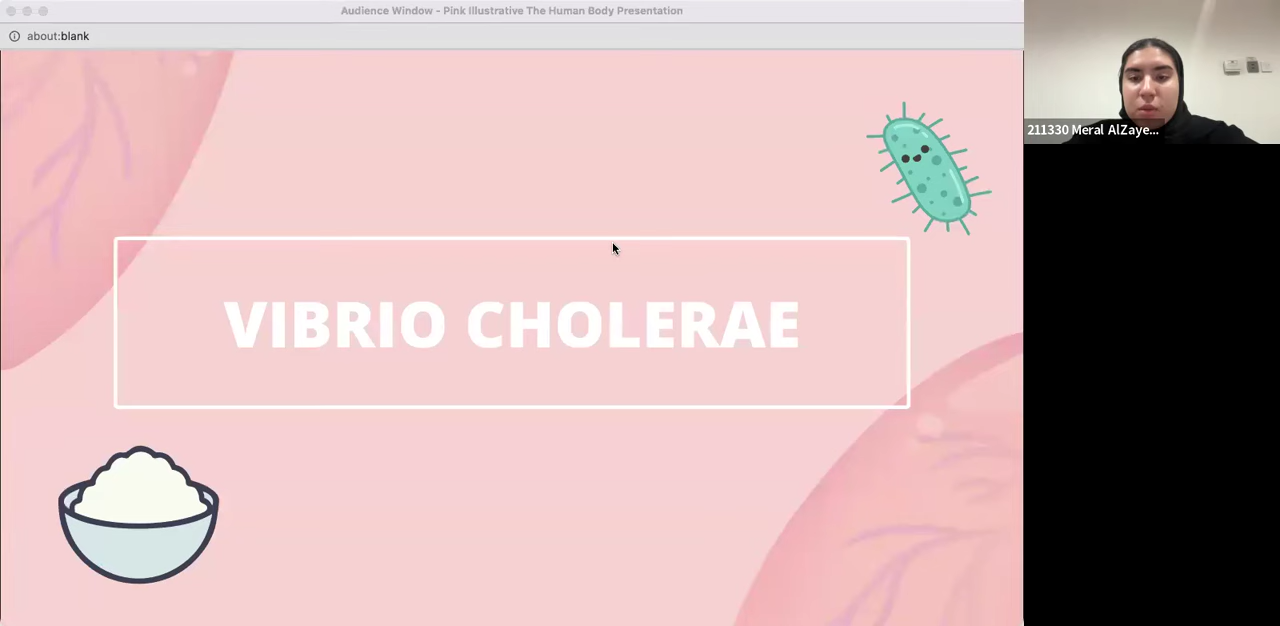 Audience Window - Pink Illustrative The Human Body Presentation
about:blank
211330 Meral AlZaye...
VIBRIO CHOLERAE